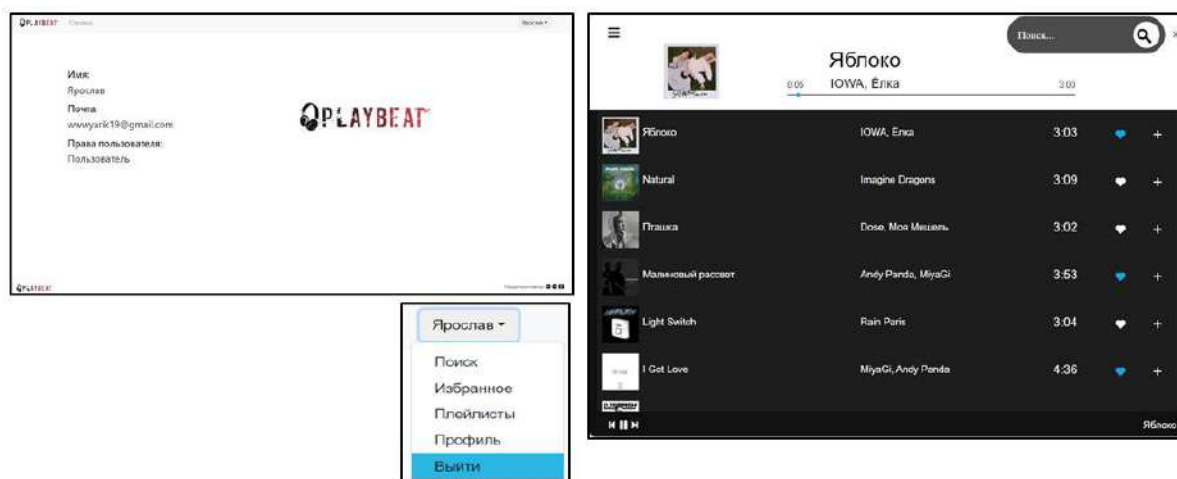 PLAYBEAT
Ярослав
Имя:
Ярослав
Почта:
wwwyarik19@gmail.com
Права пользователя:
Пользователь
PLAYBEAT
PLAYBEAT
Ярослав
Поиск
Избранное
Плейлисты
Профиль
Выйти
Поиск...
Яблоко
0:05 IOWA, Ёлка 3:03
Яблоко IOWA, Ёлка 3:03 +
Natural Imagine Dragons 3:09 +
Пташка Dose, Моя Мишель 3:02 +
Малиновый рассвет Andy Panda, MiyaGi 3:53 +
Light Switch Rain Paris 3:04 +
I Got Love MiyaGi, Andy Panda 4:36 +
Яблоко